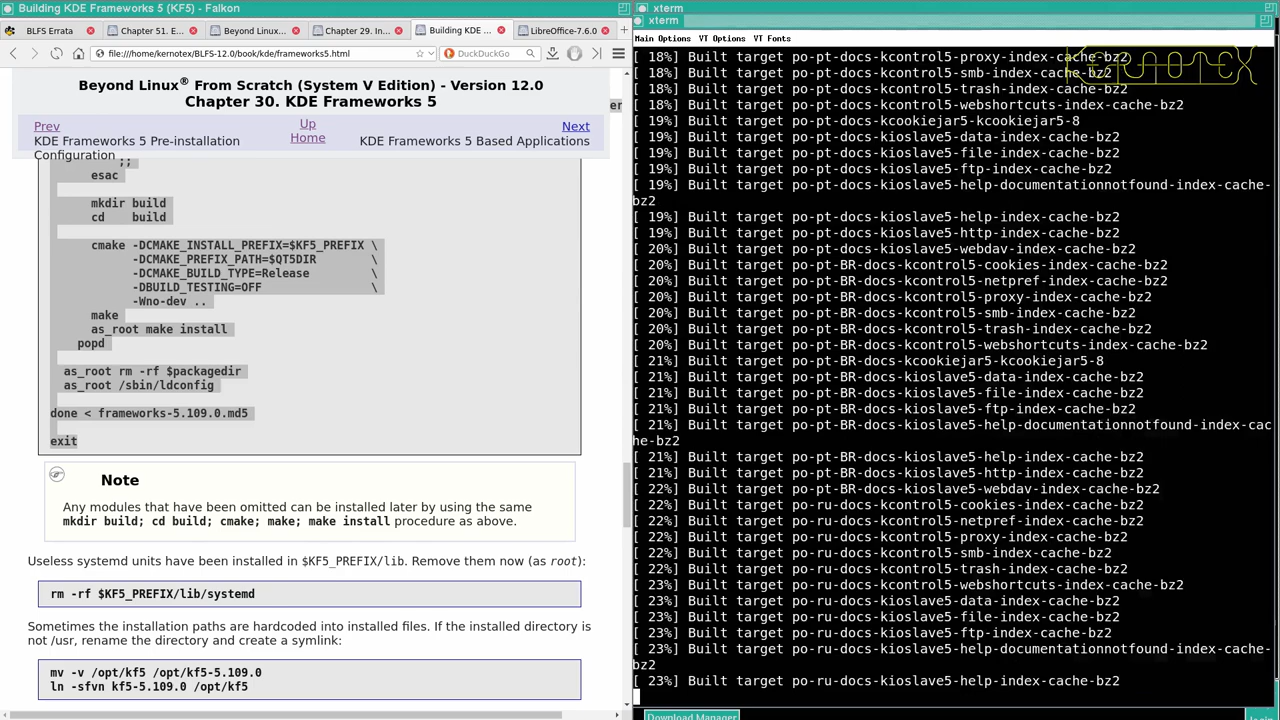 Building KDE Frameworks 5 (KF5) - Falkon
BLFS Errata
Chapter 51. E...
Beyond Linux...
Chapter 29. In...
Building KDE ...
LibreOffice-7.6.0
file:///home/kernotex/BLFS-12.0/book/kde/frameworks5.html
DuckDuckGo
Beyond Linux® From Scratch (System V Edition) - Version 12.0
Chapter 30. KDE Frameworks 5
er
Prev
Up
Next
KDE Frameworks 5 Pre-installation Configuration
Home
KDE Frameworks 5 Based Applications
;;
esac
mkdir build
cd    build
cmake -DCMAKE_INSTALL_PREFIX=$KF5_PREFIX \
-DCMAKE_PREFIX_PATH=$QT5DIR        \
-DCMAKE_BUILD_TYPE=Release         \
-DBUILD_TESTING=OFF                \
-Wno-dev ..
make
as_root make install
popd
as_root rm -rf $packagedir
as_root /sbin/ldconfig
done < frameworks-5.109.0.md5
exit
Note
Any modules that have been omitted can be installed later by using the same
mkdir build; cd build; cmake; make; make install procedure as above.
Useless systemd units have been installed in $KF5_PREFIX/lib. Remove them now (as root):
rm -rf $KF5_PREFIX/lib/systemd
Sometimes the installation paths are hardcoded into installed files. If the installed directory is
not /usr, rename the directory and create a symlink:
mv -v /opt/kf5 /opt/kf5-5.109.0
ln -sfvn kf5-5.109.0 /opt/kf5
xterm
xterm
Main Options  VT Options  VT Fonts
KERNOTEX
[ 18%] Built target po-pt-docs-kcontrol5-proxy-index-cache-bz2
[ 18%] Built target po-pt-docs-kcontrol5-smb-index-cache-bz2
[ 18%] Built target po-pt-docs-kcontrol5-trash-index-cache-bz2
[ 18%] Built target po-pt-docs-kcontrol5-webshortcuts-index-cache-bz2
[ 19%] Built target po-pt-docs-kcookiejar5-kcookiejar5-8
[ 19%] Built target po-pt-docs-kioslave5-data-index-cache-bz2
[ 19%] Built target po-pt-docs-kioslave5-file-index-cache-bz2
[ 19%] Built target po-pt-docs-kioslave5-ftp-index-cache-bz2
[ 19%] Built target po-pt-docs-kioslave5-help-documentationnotfound-index-cache-
bz2
[ 19%] Built target po-pt-docs-kioslave5-help-index-cache-bz2
[ 19%] Built target po-pt-docs-kioslave5-http-index-cache-bz2
[ 20%] Built target po-pt-docs-kioslave5-webdav-index-cache-bz2
[ 20%] Built target po-pt-BR-docs-kcontrol5-cookies-index-cache-bz2
[ 20%] Built target po-pt-BR-docs-kcontrol5-netpref-index-cache-bz2
[ 20%] Built target po-pt-BR-docs-kcontrol5-proxy-index-cache-bz2
[ 20%] Built target po-pt-BR-docs-kcontrol5-smb-index-cache-bz2
[ 20%] Built target po-pt-BR-docs-kcontrol5-trash-index-cache-bz2
[ 20%] Built target po-pt-BR-docs-kcontrol5-webshortcuts-index-cache-bz2
[ 21%] Built target po-pt-BR-docs-kcookiejar5-kcookiejar5-8
[ 21%] Built target po-pt-BR-docs-kioslave5-data-index-cache-bz2
[ 21%] Built target po-pt-BR-docs-kioslave5-file-index-cache-bz2
[ 21%] Built target po-pt-BR-docs-kioslave5-ftp-index-cache-bz2
[ 21%] Built target po-pt-BR-docs-kioslave5-help-documentationnotfound-index-cac
he-bz2
[ 21%] Built target po-pt-BR-docs-kioslave5-help-index-cache-bz2
[ 21%] Built target po-pt-BR-docs-kioslave5-http-index-cache-bz2
[ 22%] Built target po-pt-BR-docs-kioslave5-webdav-index-cache-bz2
[ 22%] Built target po-ru-docs-kcontrol5-cookies-index-cache-bz2
[ 22%] Built target po-ru-docs-kcontrol5-netpref-index-cache-bz2
[ 22%] Built target po-ru-docs-kcontrol5-proxy-index-cache-bz2
[ 22%] Built target po-ru-docs-kcontrol5-smb-index-cache-bz2
[ 22%] Built target po-ru-docs-kcontrol5-trash-index-cache-bz2
[ 23%] Built target po-ru-docs-kcontrol5-webshortcuts-index-cache-bz2
[ 23%] Built target po-ru-docs-kioslave5-data-index-cache-bz2
[ 23%] Built target po-ru-docs-kioslave5-file-index-cache-bz2
[ 23%] Built target po-ru-docs-kioslave5-ftp-index-cache-bz2
[ 23%] Built target po-ru-docs-kioslave5-help-documentationnotfound-index-cache-
bz2
[ 23%] Built target po-ru-docs-kioslave5-help-index-cache-bz2
Download Manager